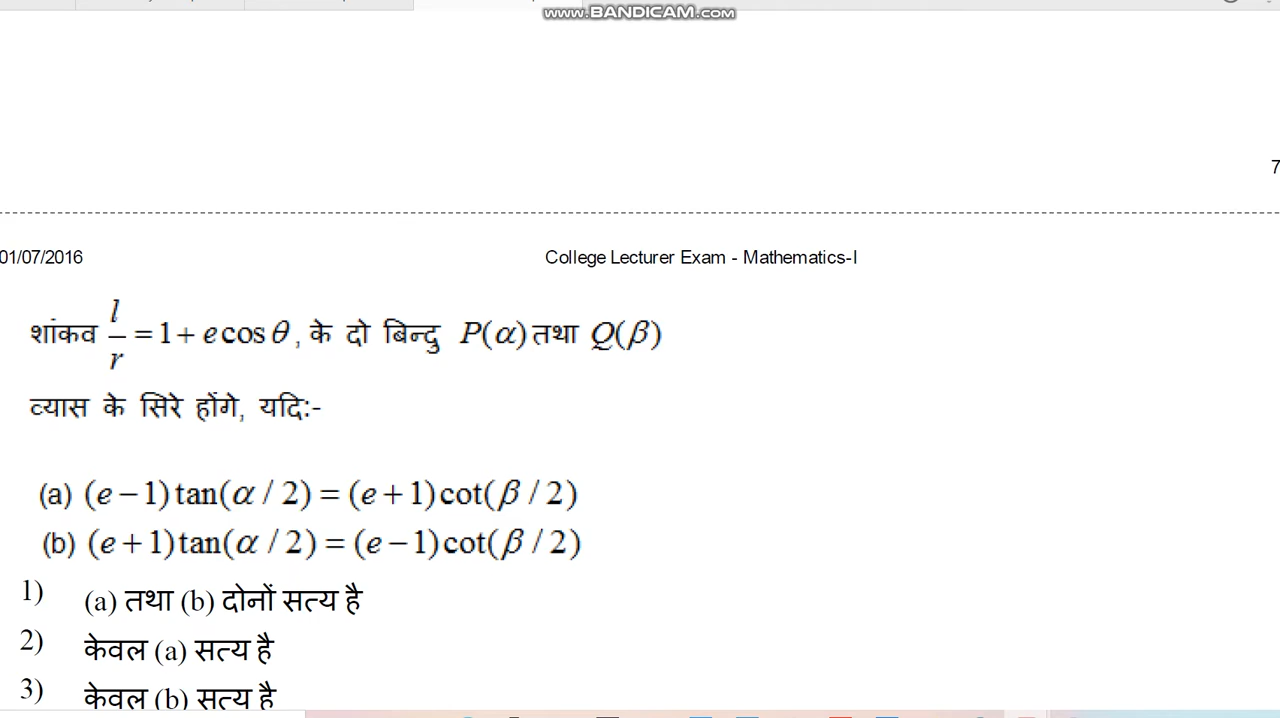 www.BANDICAM.com
7
01/07/2016 College Lecturer Exam - Mathematics-I
शांकव l/r = 1 + e cos θ, के दो बिन्दु P(α) तथा Q(β)
व्यास के सिरे होंगे, यदि:-
(a) (e − 1) tan(α / 2) = (e + 1) cot(β / 2)
(b) (e + 1) tan(α / 2) = (e − 1) cot(β / 2)
1) (a) तथा (b) दोनों सत्य है
2) केवल (a) सत्य है
3) केवल (b) सत्य है